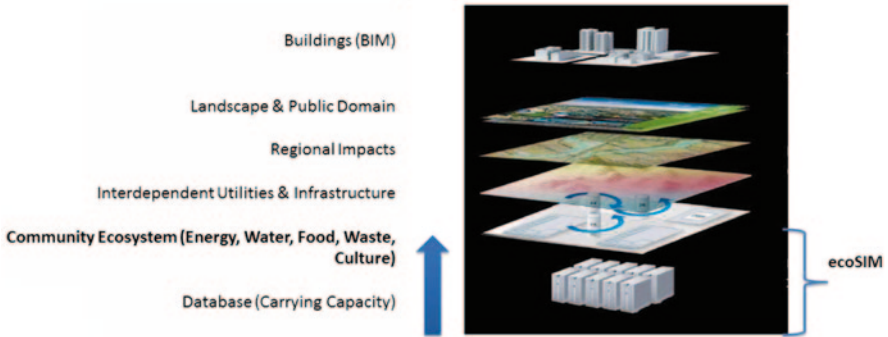 Buildings (BIM)
Landscape & Public Domain
Regional Impacts
Interdependent Utilities & Infrastructure
Community Ecosystem (Energy, Water, Food, Waste,
Culture)
Database (Carrying Capacity)
ecoSIM